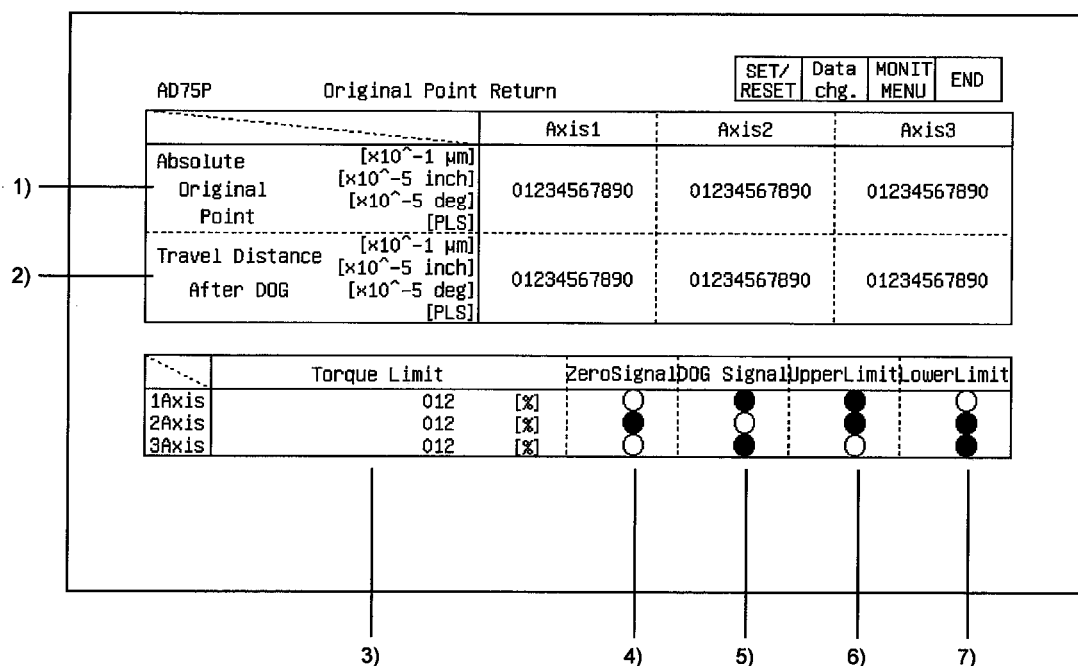 AD75P Original Point Return SET/RESET Data chg. MONIT MENU END
Axis1 Axis2 Axis3
1) Absolute Original Point [×10^-1 µm] [×10^-5 inch] [×10^-5 deg] [PLS] 01234567890 01234567890 01234567890
2) Travel Distance After DOG [×10^-1 µm] [×10^-5 inch] [×10^-5 deg] [PLS] 01234567890 01234567890 01234567890
Torque Limit ZeroSignal DOG Signal UpperLimit LowerLimit
1Axis 012 [%]
2Axis 012 [%]
3Axis 012 [%]
3) 4) 5) 6) 7)